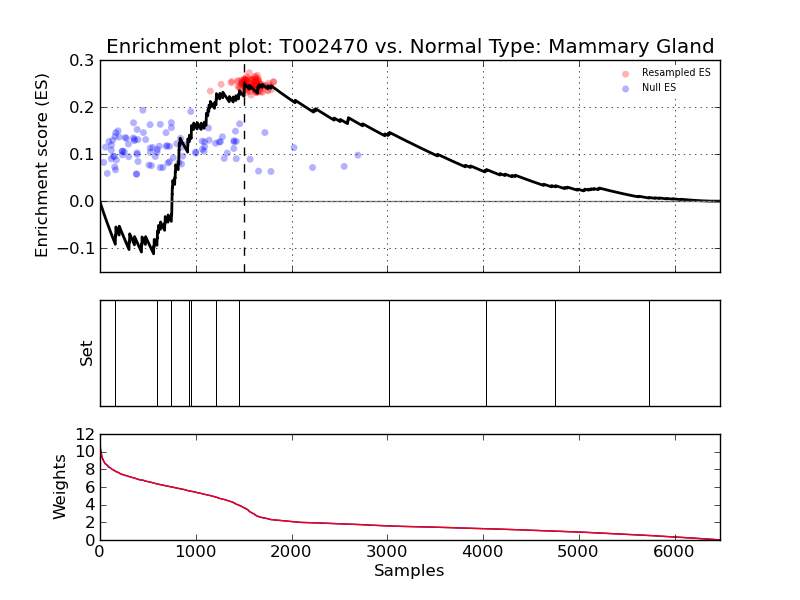 Enrichment plot: T002470 vs. Normal Type: Mammary Gland
Enrichment score (ES)
0.3
0.2
0.1
0.0
−0.1
Resampled ES
Null ES
Set
Weights
12
10
8
6
4
2
0
0 1000 2000 3000 4000 5000 6000
Samples